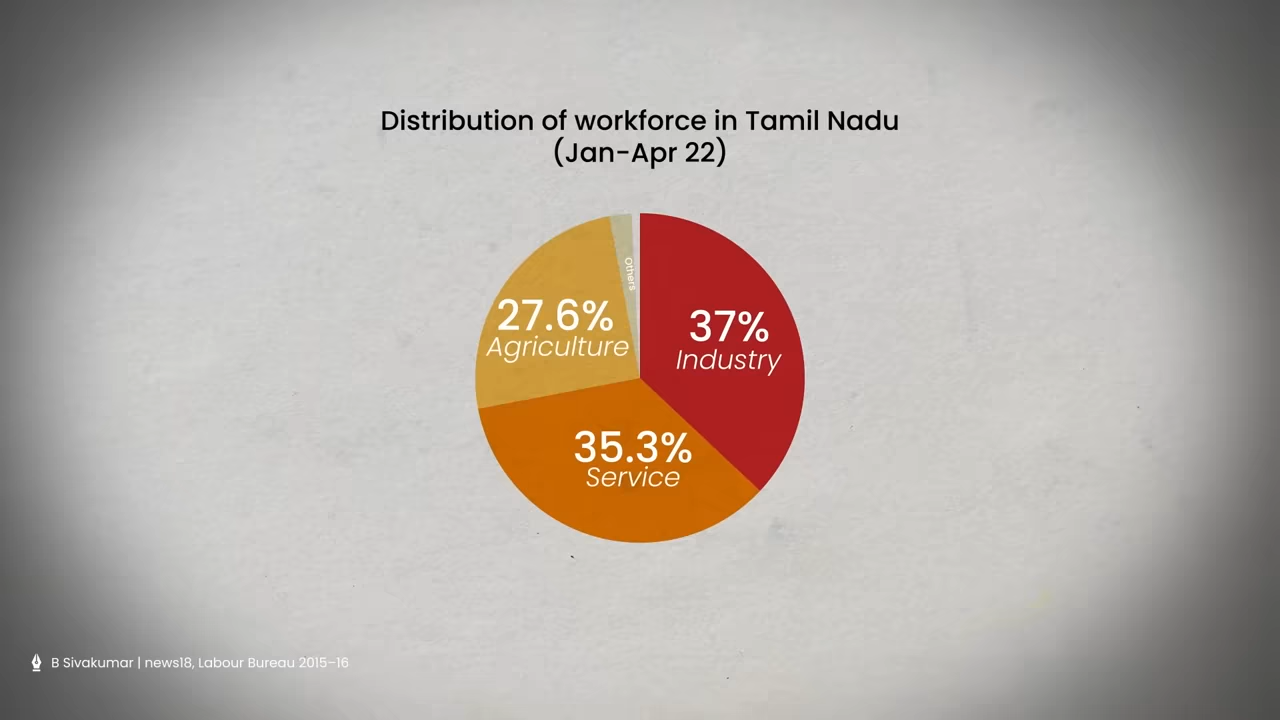 Distribution of workforce in Tamil Nadu
(Jan-Apr 22)
Others
27.6%
Agriculture
37%
Industry
35.3%
Service
B Sivakumar | news18, Labour Bureau 2015–16